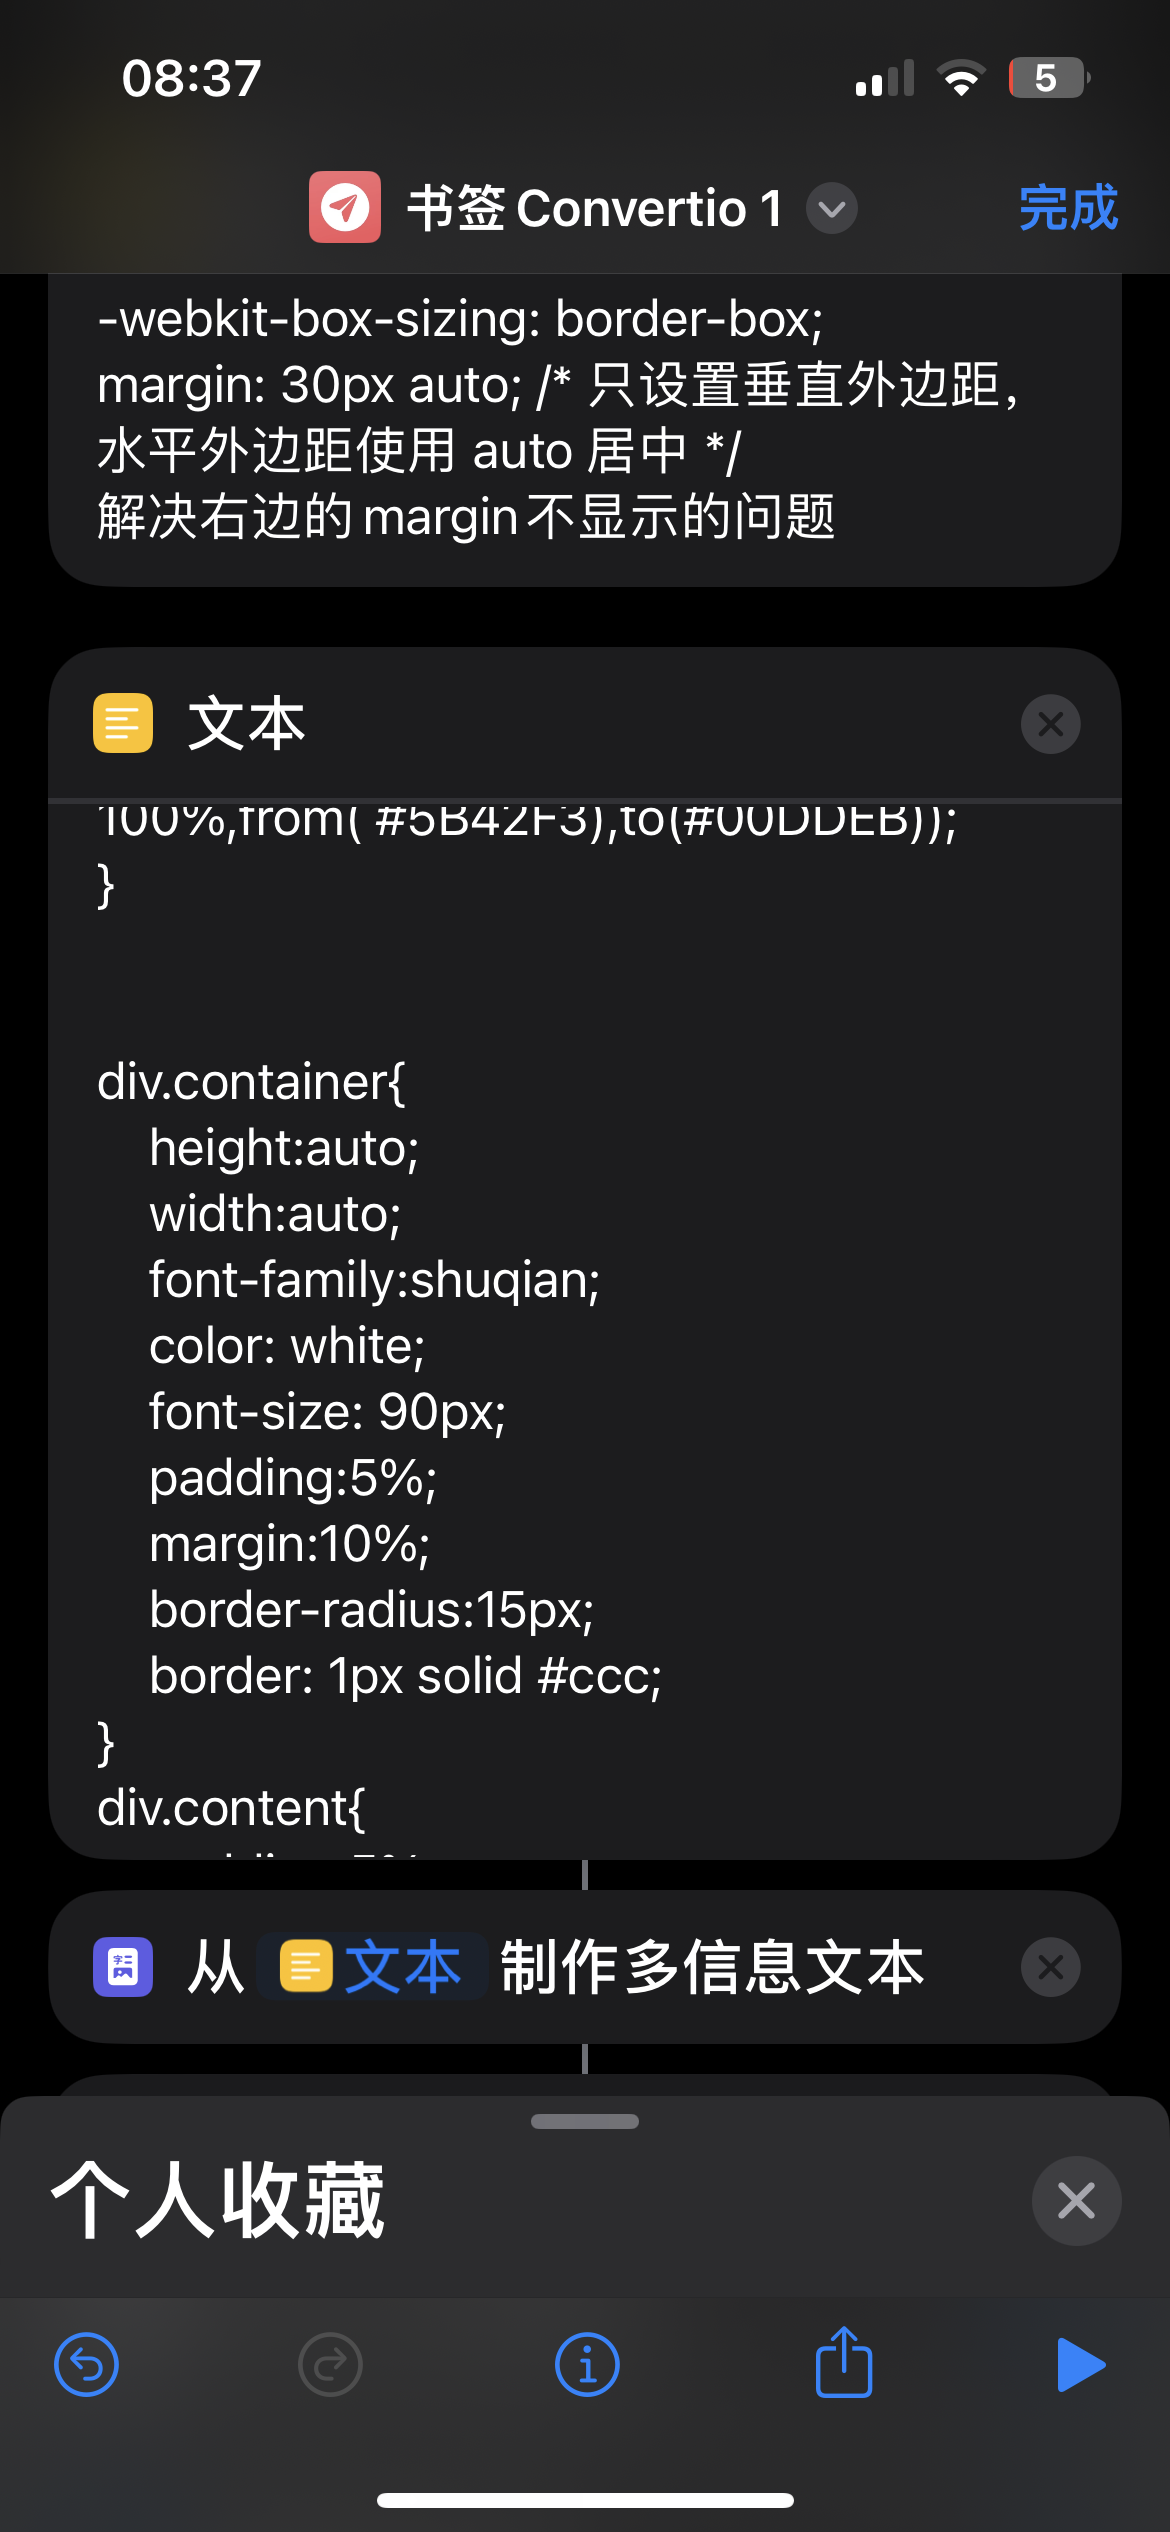 08:37
5
书签 Convertio 1
完成
-webkit-box-sizing: border-box;
margin: 30px auto; /* 只设置垂直外边距，
水平外边距使用 auto 居中 */
解决右边的 margin 不显示的问题
文本
100%,from( #5B42F3),to(#00DDEB));
}
div.container{
height:auto;
width:auto;
font-family:shuqian;
color: white;
font-size: 90px;
padding:5%;
margin:10%;
border-radius:15px;
border: 1px solid #ccc;
}
div.content{
从 文本 制作多信息文本
个人收藏